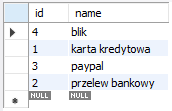 id name
4 blik
1 karta kredytowa
3 paypal
2 przelew bankowy
NULL NULL